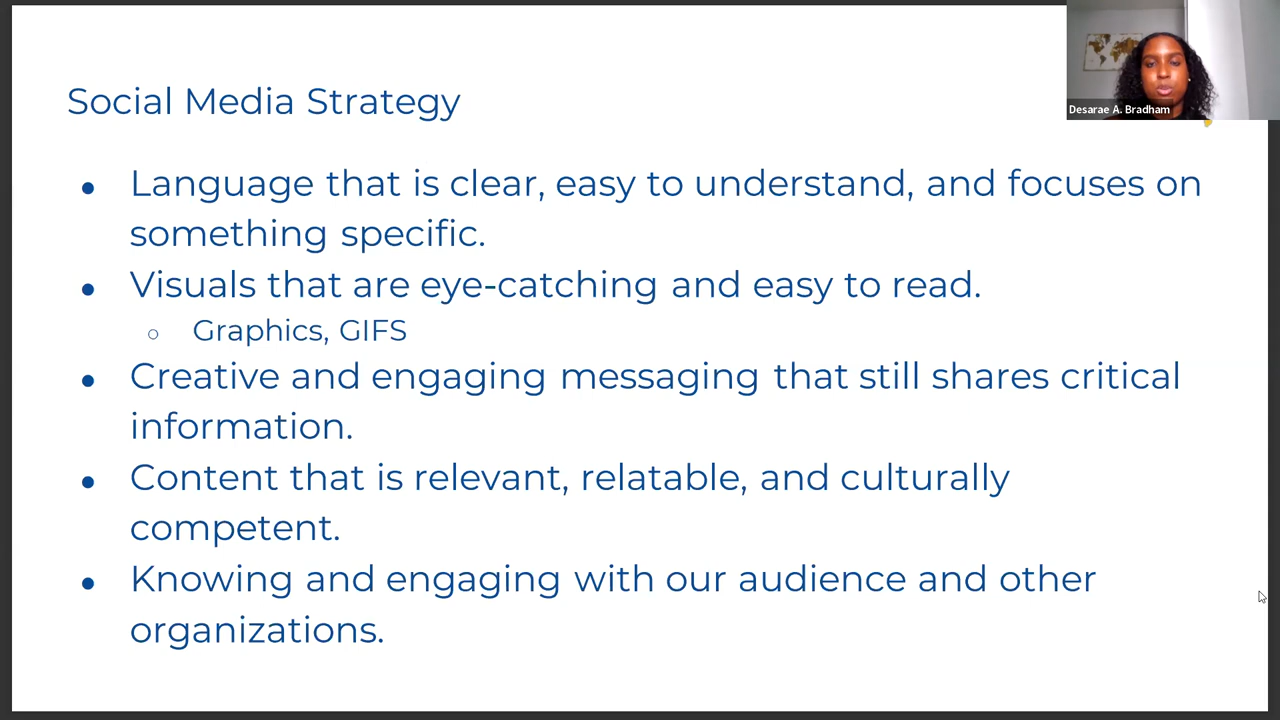 Social Media Strategy
Desarae A. Bradham
● Language that is clear, easy to understand, and focuses on
something specific.
● Visuals that are eye-catching and easy to read.
○ Graphics, GIFS
● Creative and engaging messaging that still shares critical
information.
● Content that is relevant, relatable, and culturally
competent.
● Knowing and engaging with our audience and other
organizations.